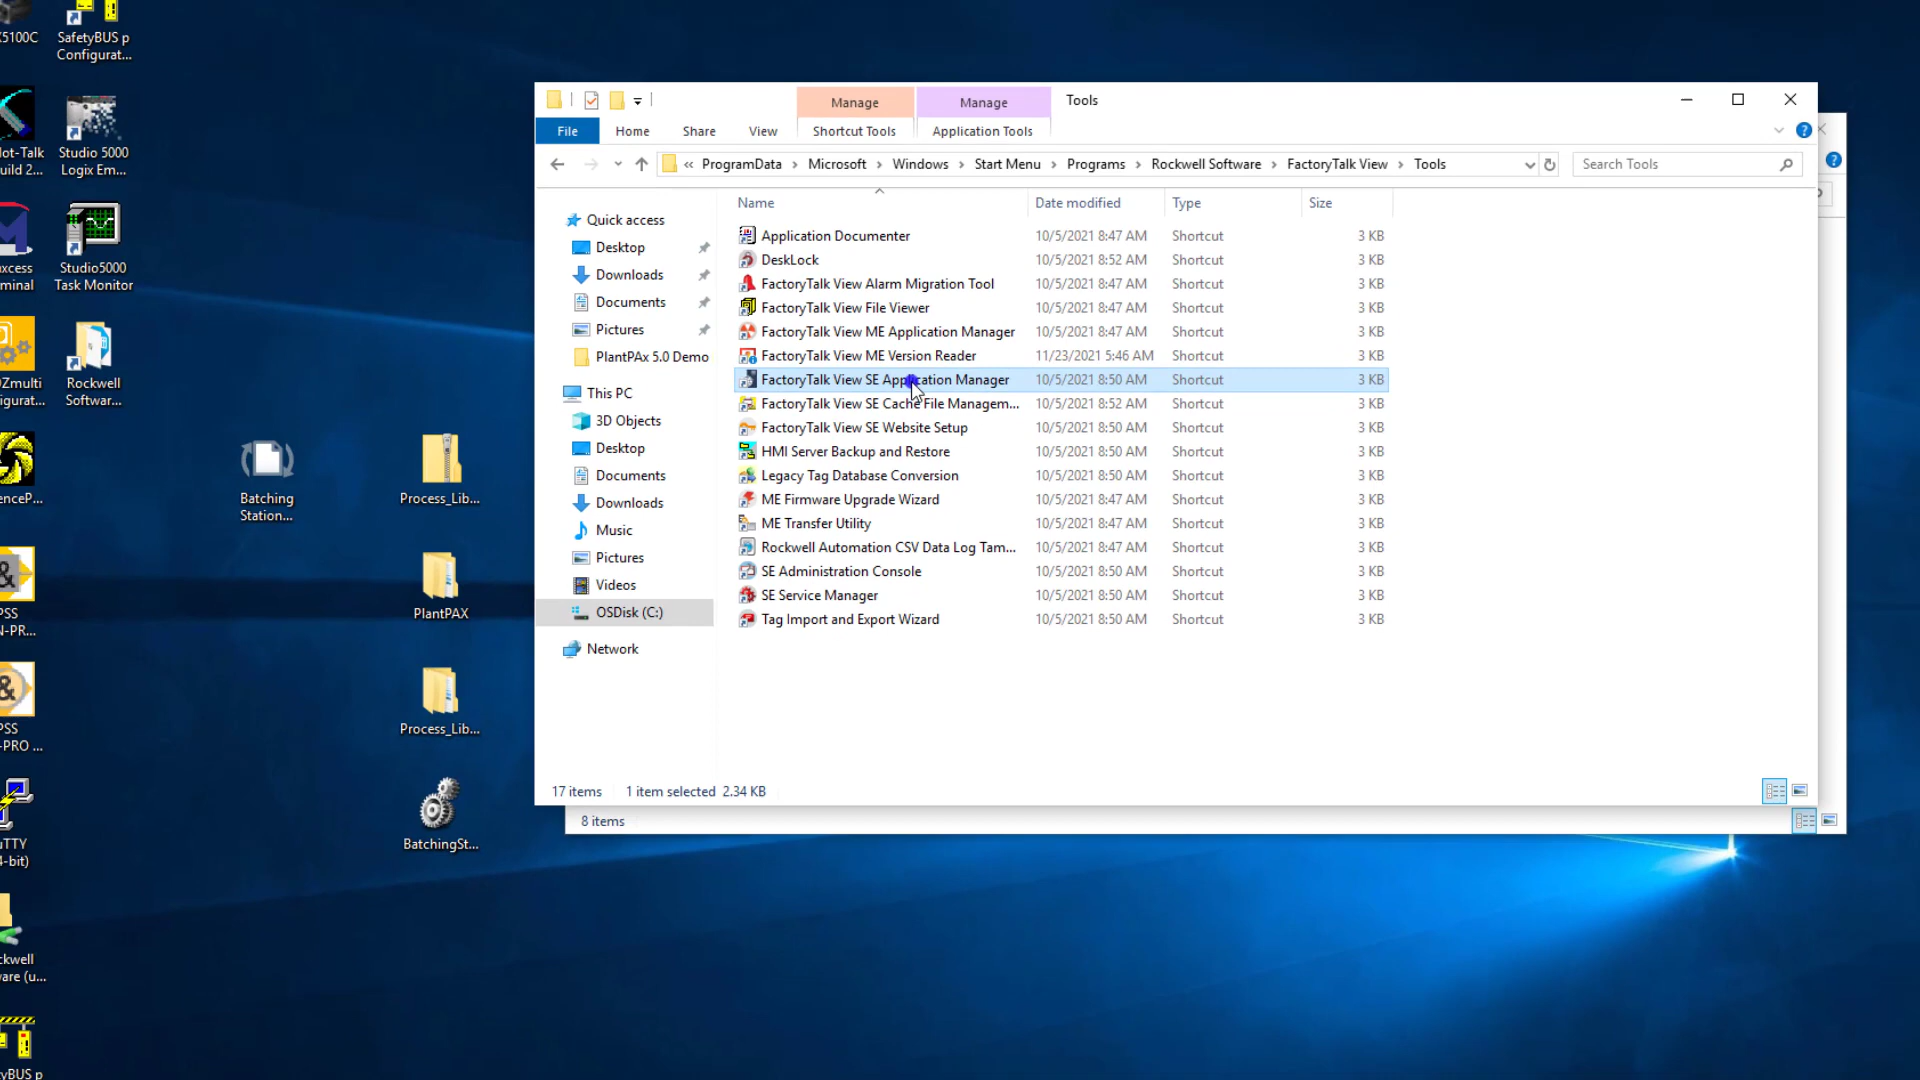 5100C
SafetyBUS p
Configurat...
Studio 5000
Logix Em...
uild 2...
Studio5000
Task Monitor
Rockwell
Softwar...
Batching
Station...
Process_Lib...
PlantPAX
Process_Lib...
BatchingSt...
PSS
N-PR...
PSS
-PRO ...
uTTY
ckwell
ware (u...
Manage
Manage
Tools
File
Home
Share
View
Shortcut Tools
Application Tools
« ProgramData > Microsoft > Windows > Start Menu > Programs > Rockwell Software > FactoryTalk View > Tools
Search Tools
Name
Date modified
Type
Size
Quick access
Desktop
Downloads
Documents
Pictures
PlantPAx 5.0 Demo
This PC
3D Objects
Desktop
Documents
Downloads
Music
Pictures
Videos
OSDisk (C:)
Network
Application Documenter 10/5/2021 8:47 AM Shortcut 3 KB
DeskLock 10/5/2021 8:52 AM Shortcut 3 KB
FactoryTalk View Alarm Migration Tool 10/5/2021 8:47 AM Shortcut 3 KB
FactoryTalk View File Viewer 10/5/2021 8:47 AM Shortcut 3 KB
FactoryTalk View ME Application Manager 10/5/2021 8:47 AM Shortcut 3 KB
FactoryTalk View ME Version Reader 11/23/2021 5:46 AM Shortcut 3 KB
FactoryTalk View SE Application Manager 10/5/2021 8:50 AM Shortcut 3 KB
FactoryTalk View SE Cache File Managem... 10/5/2021 8:52 AM Shortcut 3 KB
FactoryTalk View SE Website Setup 10/5/2021 8:50 AM Shortcut 3 KB
HMI Server Backup and Restore 10/5/2021 8:50 AM Shortcut 3 KB
Legacy Tag Database Conversion 10/5/2021 8:50 AM Shortcut 3 KB
ME Firmware Upgrade Wizard 10/5/2021 8:47 AM Shortcut 3 KB
ME Transfer Utility 10/5/2021 8:47 AM Shortcut 3 KB
Rockwell Automation CSV Data Log Tam... 10/5/2021 8:47 AM Shortcut 3 KB
SE Administration Console 10/5/2021 8:50 AM Shortcut 3 KB
SE Service Manager 10/5/2021 8:50 AM Shortcut 3 KB
Tag Import and Export Wizard 10/5/2021 8:50 AM Shortcut 3 KB
17 items 1 item selected 2.34 KB
8 items